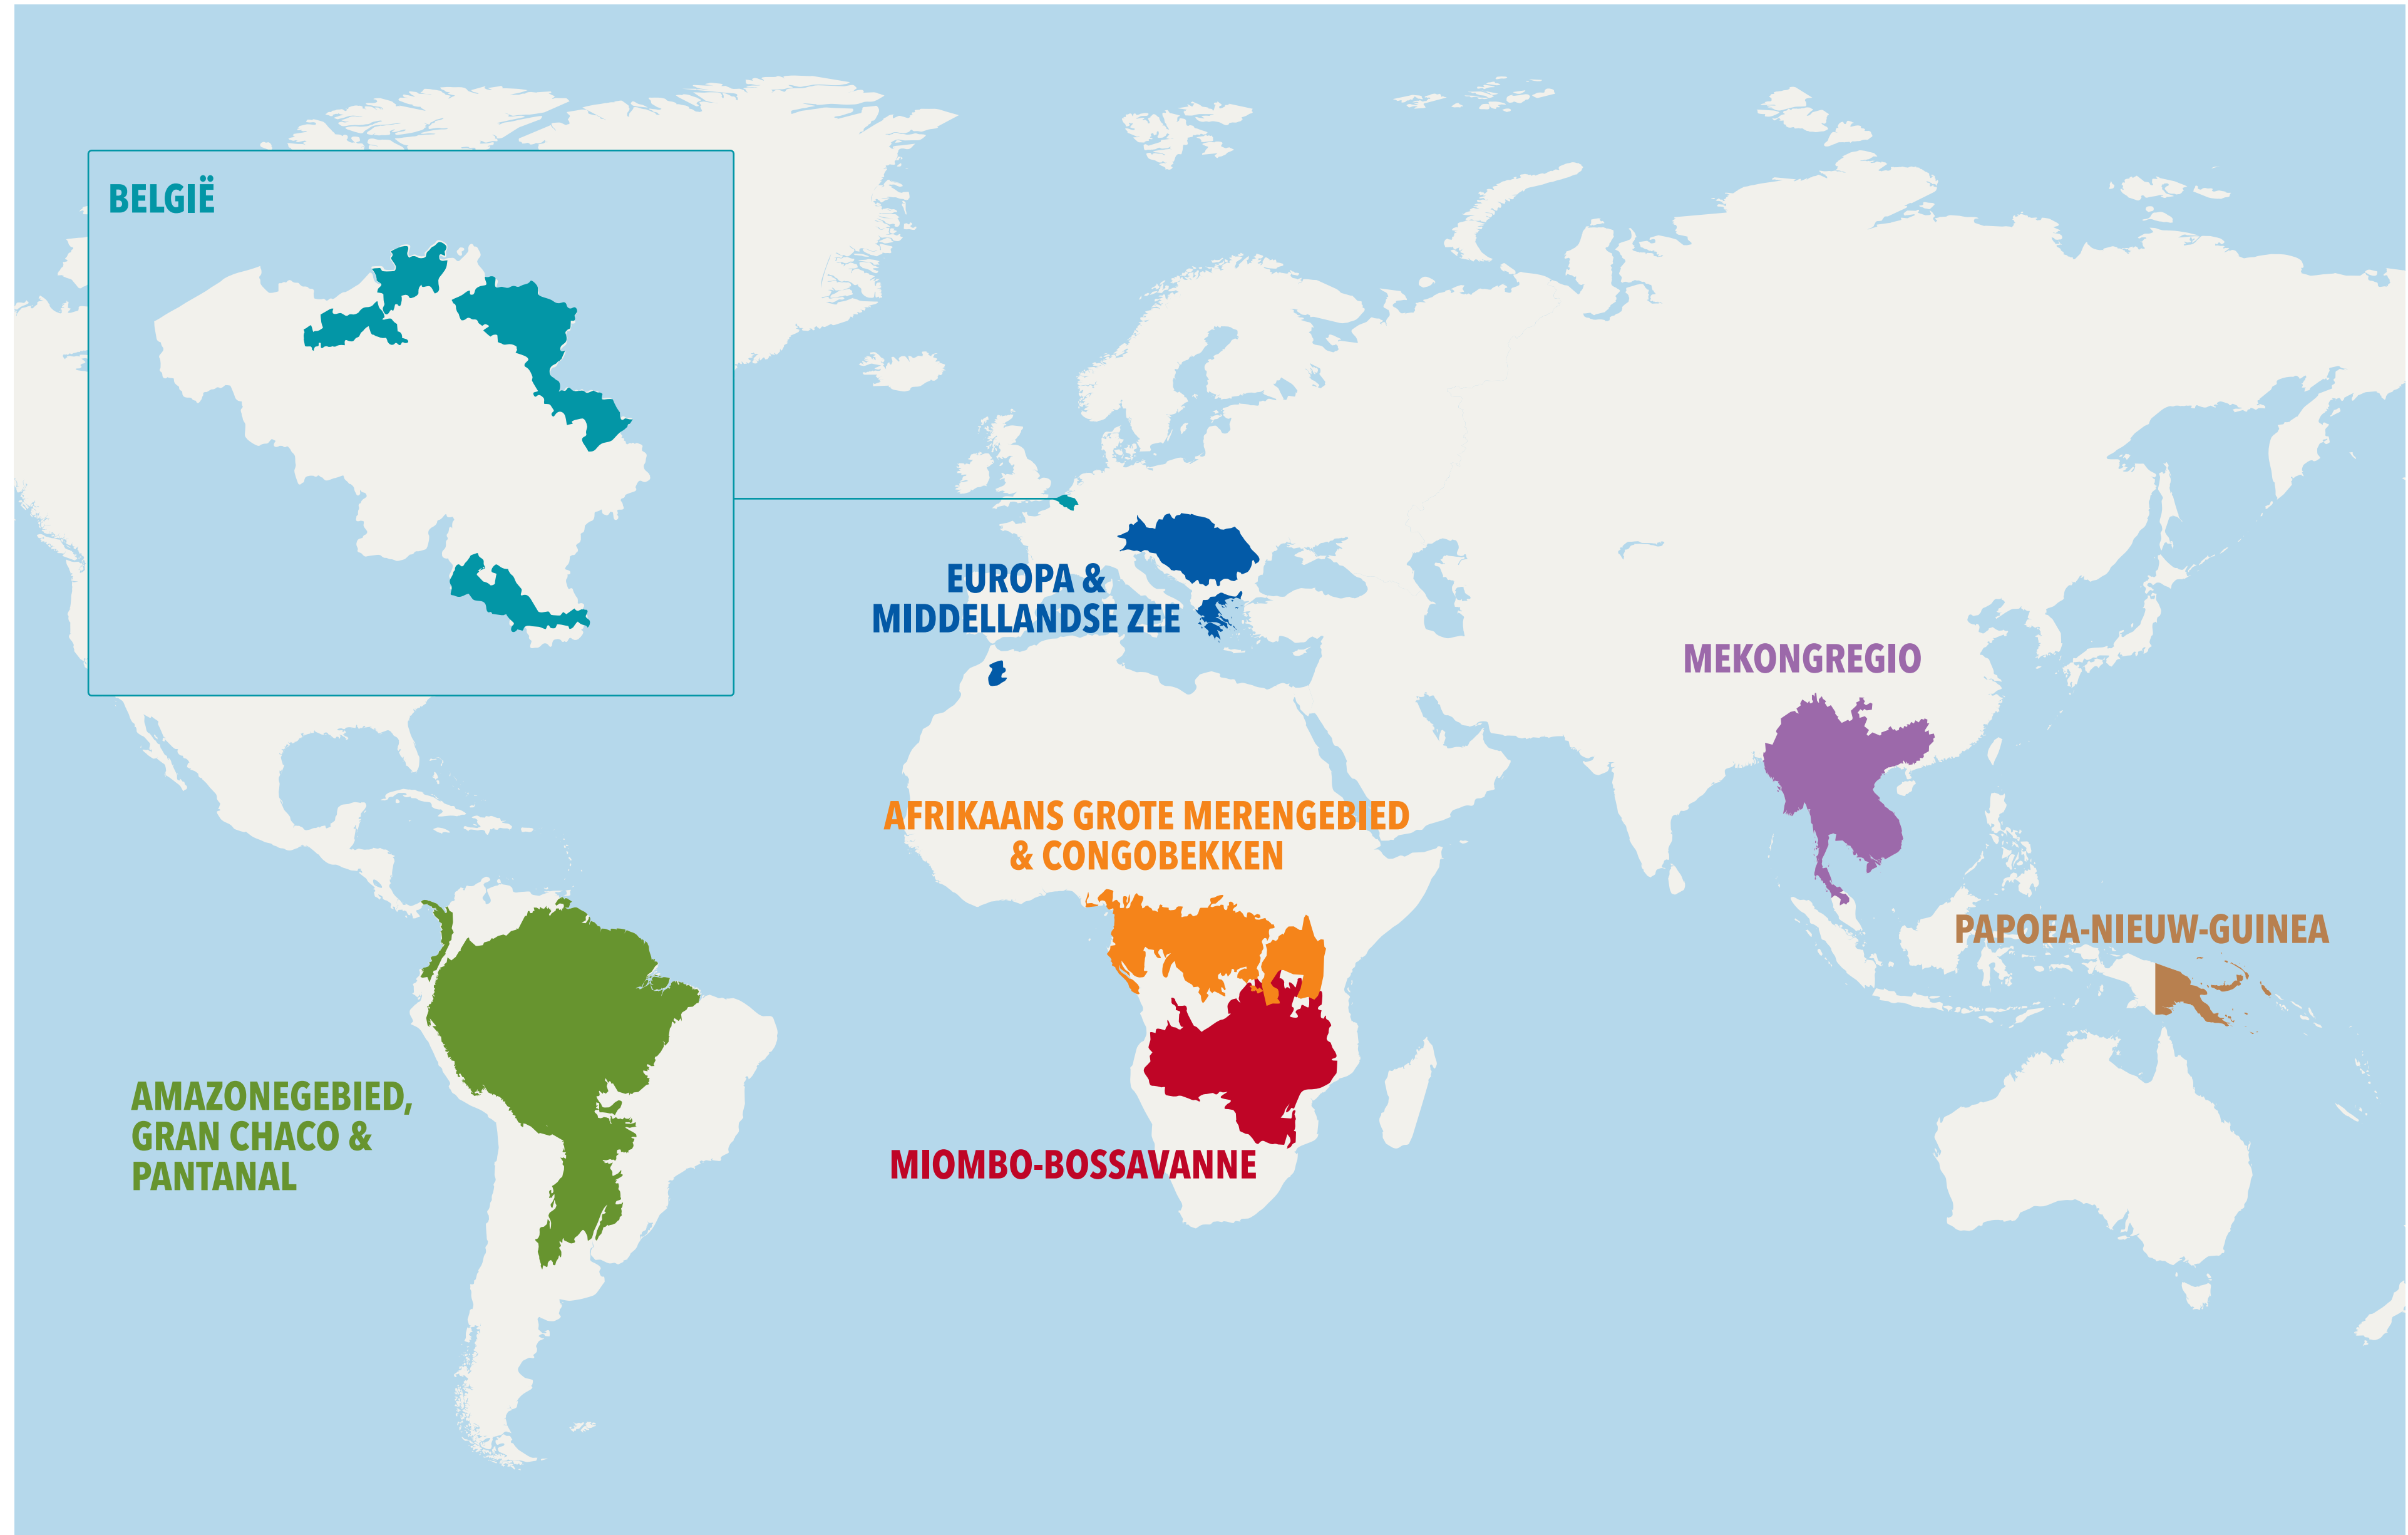 BELGIË
EUROPA &
MIDDELLANDSE ZEE
MEKONGREGIO
AFRIKAANS GROTE MERENGEBIED
& CONGOBEKKEN
PAPOEA-NIEUW-GUINEA
AMAZONEGEBIED,
GRAN CHACO &
PANTANAL
MIOMBO-BOSSAVANNE